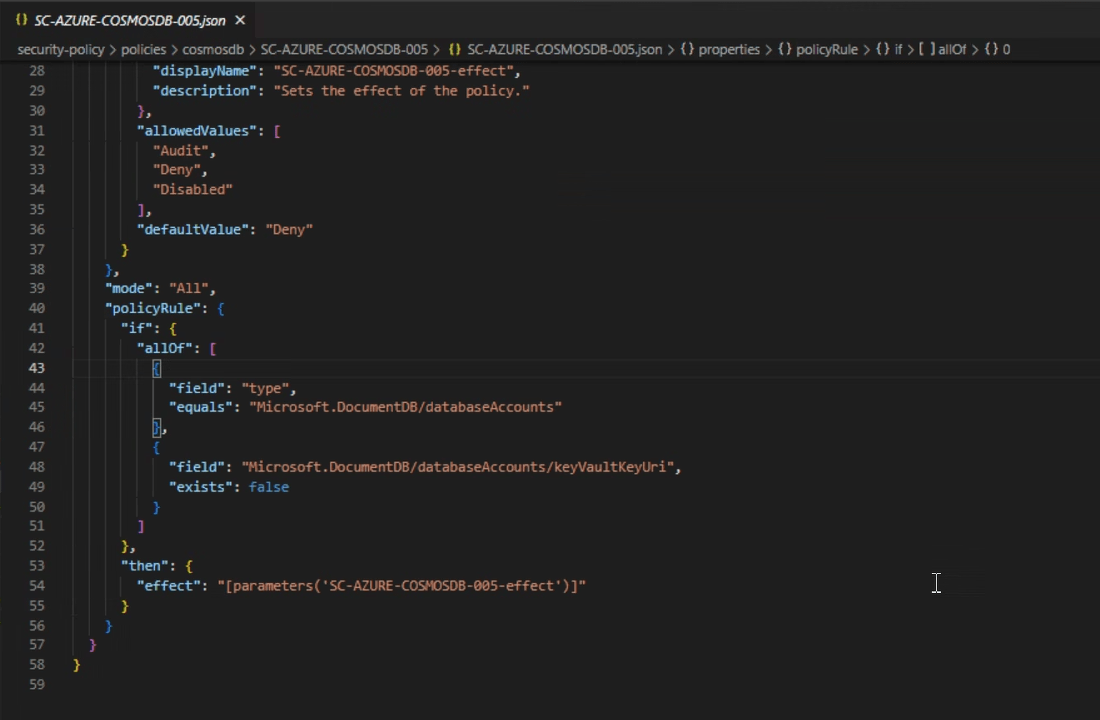 {} SC-AZURE-COSMOSDB-005.json ×
security-policy > policies > cosmosdb > SC-AZURE-COSMOSDB-005 > {} SC-AZURE-COSMOSDB-005.json > {} properties > {} policyRule > {} if > [ ] allOf > {} 0
28 "displayName": "SC-AZURE-COSMOSDB-005-effect",
29 "description": "Sets the effect of the policy."
30 },
31 "allowedValues": [
32 "Audit",
33 "Deny",
34 "Disabled"
35 ],
36 "defaultValue": "Deny"
37 }
38 },
39 "mode": "All",
40 "policyRule": {
41 "if": {
42 "allOf": [
43 {
44 "field": "type",
45 "equals": "Microsoft.DocumentDB/databaseAccounts"
46 },
47 {
48 "field": "Microsoft.DocumentDB/databaseAccounts/keyVaultKeyUri",
49 "exists": false
50 }
51 ]
52 },
53 "then": {
54 "effect": "[parameters('SC-AZURE-COSMOSDB-005-effect')]"
55 }
56 }
57 }
58 }
59